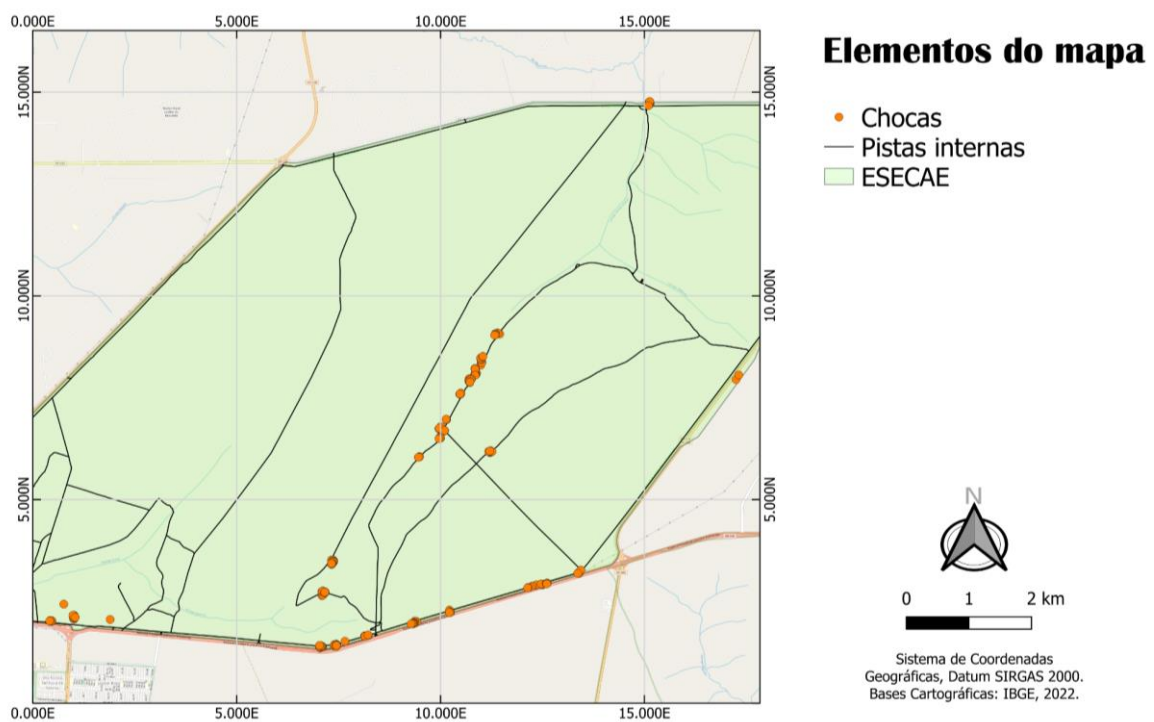 0.000E 5.000E 10.000E 15.000E
15.000N 15.000N
10.000N 10.000N
5.000N 5.000N
0.000E 5.000E 10.000E 15.000E
Elementos do mapa
Chocas
Pistas internas
ESECAE
N
0 1 2 km
Sistema de Coordenadas
Geográficas, Datum SIRGAS 2000.
Bases Cartográficas: IBGE, 2022.